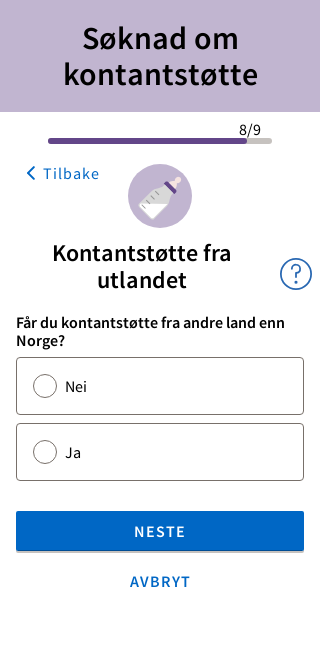 Søknad om
kontantstøtte
8/9
Tilbake
Kontantstøtte fra
utlandet
?
Får du kontantstøtte fra andre land enn
Norge?
Nei
Ja
NESTE
AVBRYT